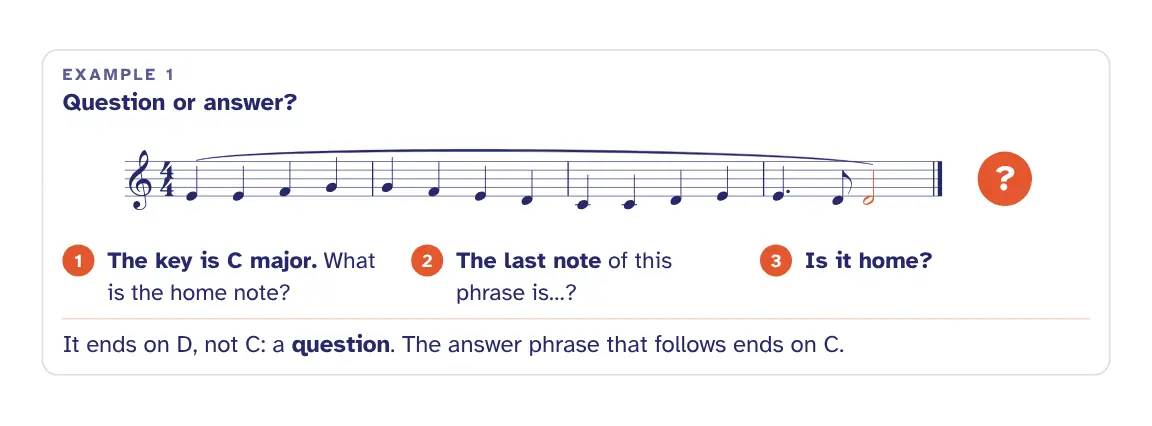 EXAMPLE 1
Question or answer?
4
4
?
1 The key is C major. What
is the home note?
2 The last note of this
phrase is...?
3 Is it home?
It ends on D, not C: a question. The answer phrase that follows ends on C.